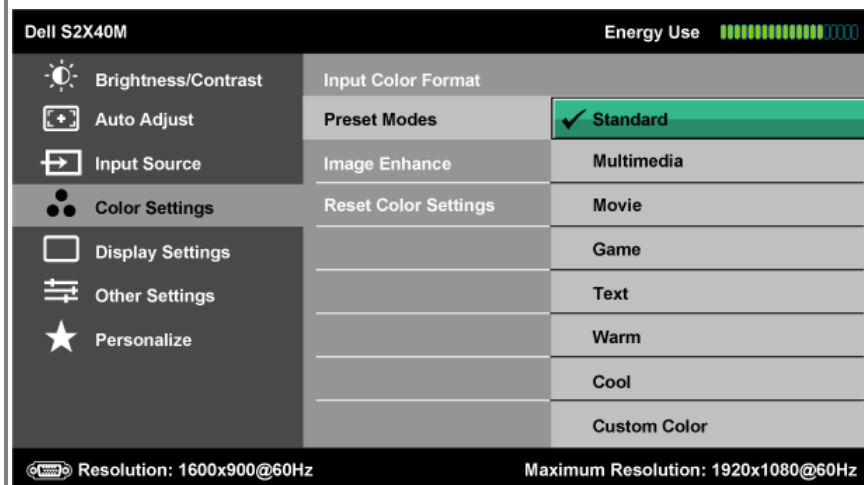 Dell S2X40M Energy Use
Brightness/Contrast Input Color Format
Auto Adjust Preset Modes Standard
Input Source Image Enhance Multimedia
Color Settings Reset Color Settings Movie
Display Settings Game
Other Settings Text
Personalize Warm
Cool
Custom Color
Resolution: 1600x900@60Hz Maximum Resolution: 1920x1080@60Hz